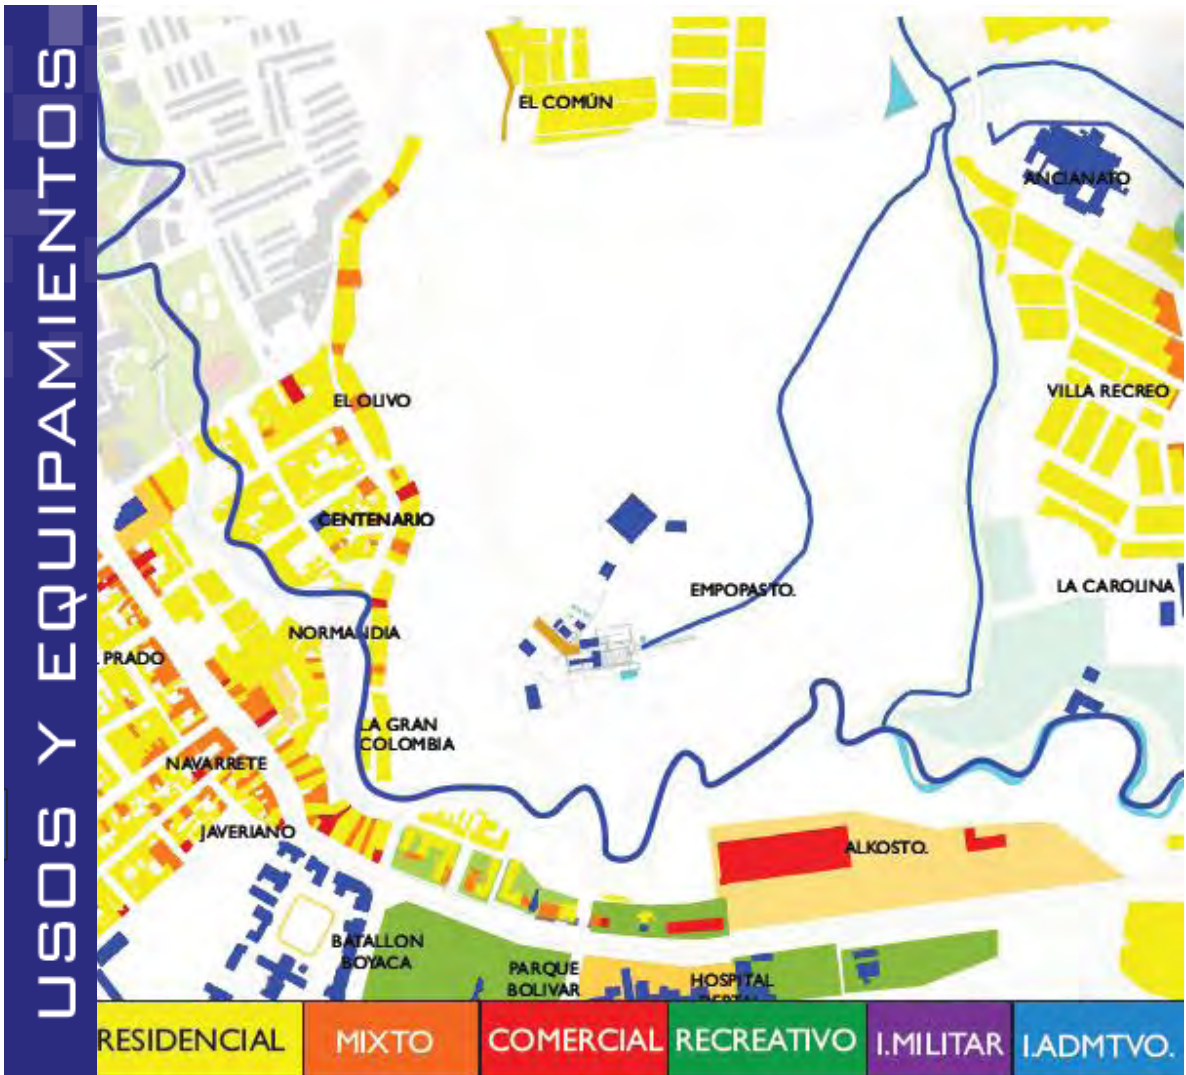 USOS Y EQUIPAMIENTOS
EL COMÚN
ANCIANATO
EL OLIVO
VILLA RECREO
CENTENARIO
EMPOPASTO.
LA CAROLINA
NORMANDIA
PRADO
LA GRAN
COLOMBIA
NAVARRETE
JAVERIANO
ALKOSTO.
BATALLON
BOYACA
PARQUE
BOLIVAR
HOSPITAL
RESIDENCIAL
MIXTO
COMERCIAL
RECREATIVO
I.MILITAR
I.ADMTVO.